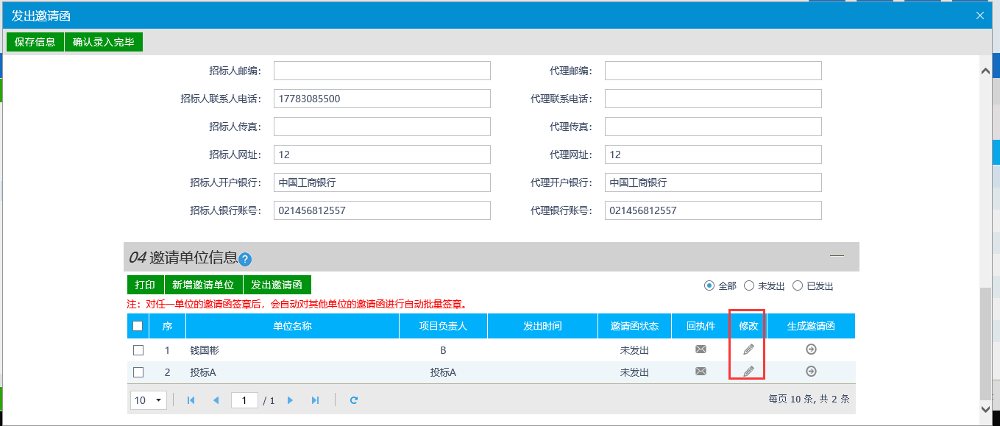 发出邀请函
保存信息 确认录入完毕
招标人邮编： 代理邮编：
招标人联系人电话： 17783085500 代理联系电话：
招标人传真： 代理传真：
招标人网址： 12 代理网址： 12
招标人开户银行： 中国工商银行 代理开户银行： 中国工商银行
招标人银行账号： 021456812557 代理银行账号： 021456812557
04 邀请单位信息 ?
打印 新增邀请单位 发出邀请函 全部 未发出 已发出
注：对任一单位的邀请函签章后，会自动对其他单位的邀请函进行自动批量签章。
序 单位名称 项目负责人 发出时间 邀请函状态 回执件 修改 生成邀请函
1 钱国彬 B 未发出
2 投标A 投标A 未发出
10 1 / 1 每页 10 条, 共 2 条